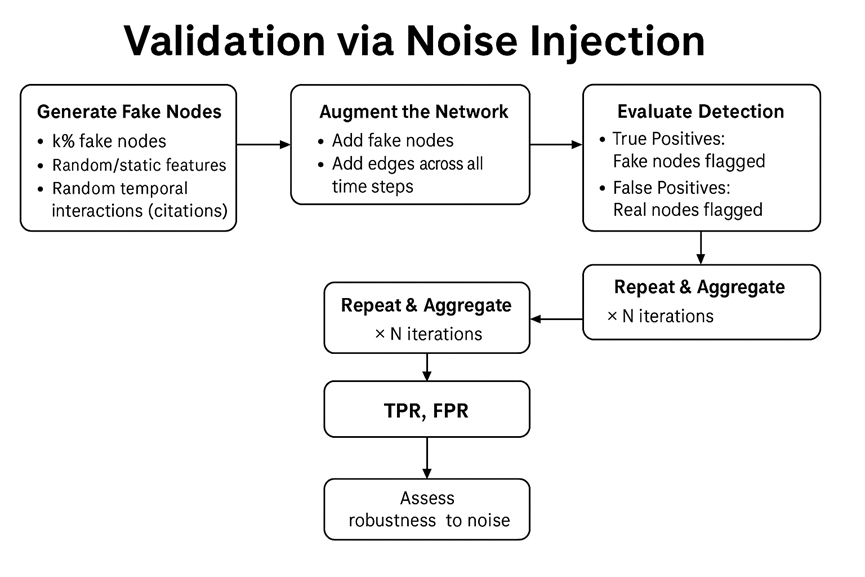 Validation via Noise Injection
Generate Fake Nodes
• k% fake nodes
• Random/static features
• Random temporal
interactions (citations)
Augment the Network
• Add fake nodes
• Add edges across all
time steps
Evaluate Detection
• True Positives:
Fake nodes flagged
• False Positives:
Real nodes flagged
Repeat & Aggregate
× N iterations
Repeat & Aggregate
× N iterations
TPR, FPR
Assess
robustness to noise